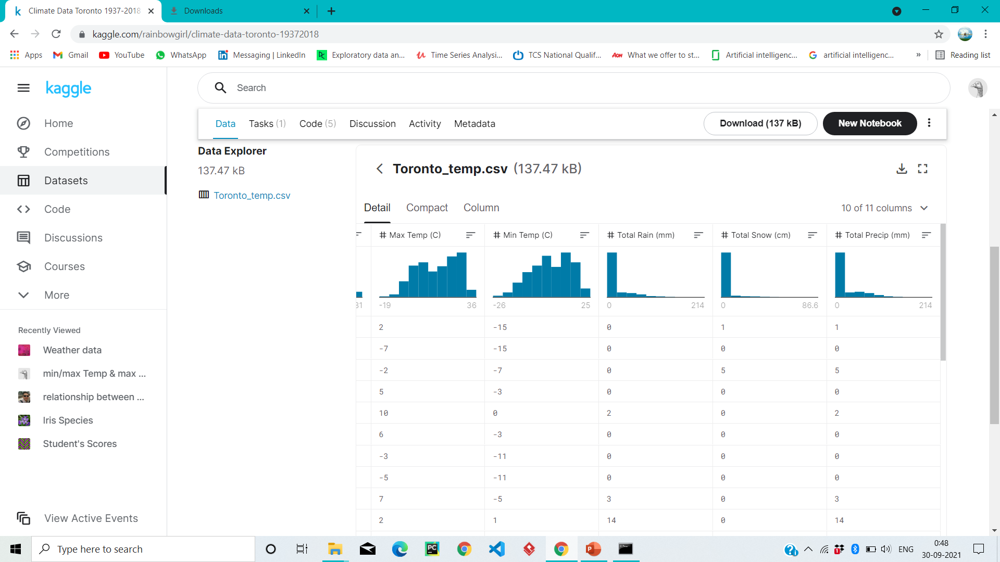 Climate Data Toronto 1937-2018
Downloads
kaggle.com/rainbowgirl/climate-data-toronto-19372018
Apps
Gmail
YouTube
WhatsApp
Messaging | LinkedIn
Exploratory data an...
Time Series Analysi...
TCS National Qualif...
What we offer to st...
Artificial intelligenc...
artificial intelligenc...
»
Reading list
kaggle
Search
Home
Competitions
Datasets
Code
Discussions
Courses
More
Recently Viewed
Weather data
min/max Temp & max ...
relationship between ...
Iris Species
Student's Scores
View Active Events
Data Tasks (1) Code (5) Discussion Activity Metadata
Download (137 kB)
New Notebook
Data Explorer
137.47 kB
Toronto_temp.csv
Toronto_temp.csv (137.47 kB)
Detail Compact Column
10 of 11 columns
# Max Temp (C) # Min Temp (C) # Total Rain (mm) # Total Snow (cm) # Total Precip (mm)
31 -19 36 -26 25 0 214 0 86.6 0 214
2 -15 0 1 1
-7 -15 0 0 0
-2 -7 0 5 5
5 -3 0 0 0
10 0 2 0 2
6 -3 0 0 0
-3 -11 0 0 0
-5 -11 0 0 0
7 -5 3 0 3
2 1 14 0 14
Type here to search
PC
P
1
ENG
0:48
30-09-2021